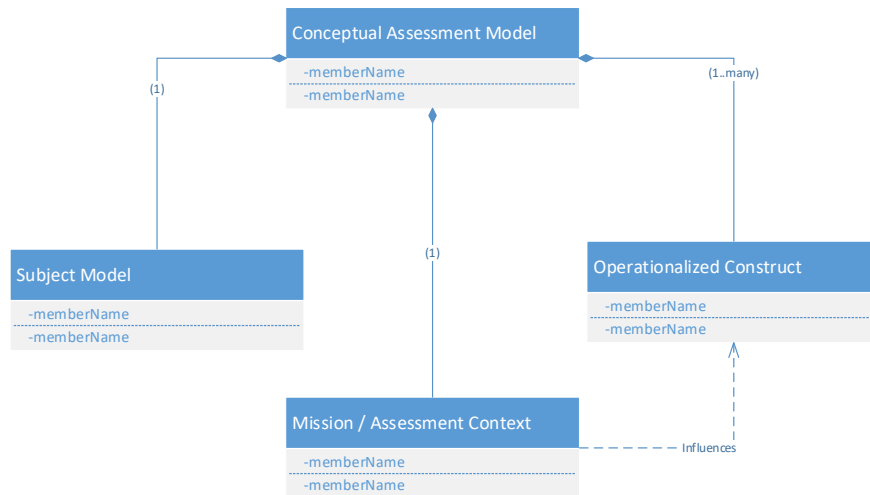 Conceptual Assessment Model
-memberName
-memberName
(1)
(1..many)
(1)
Subject Model
-memberName
-memberName
Operationalized Construct
-memberName
-memberName
Mission / Assessment Context
-memberName
-memberName
Influences